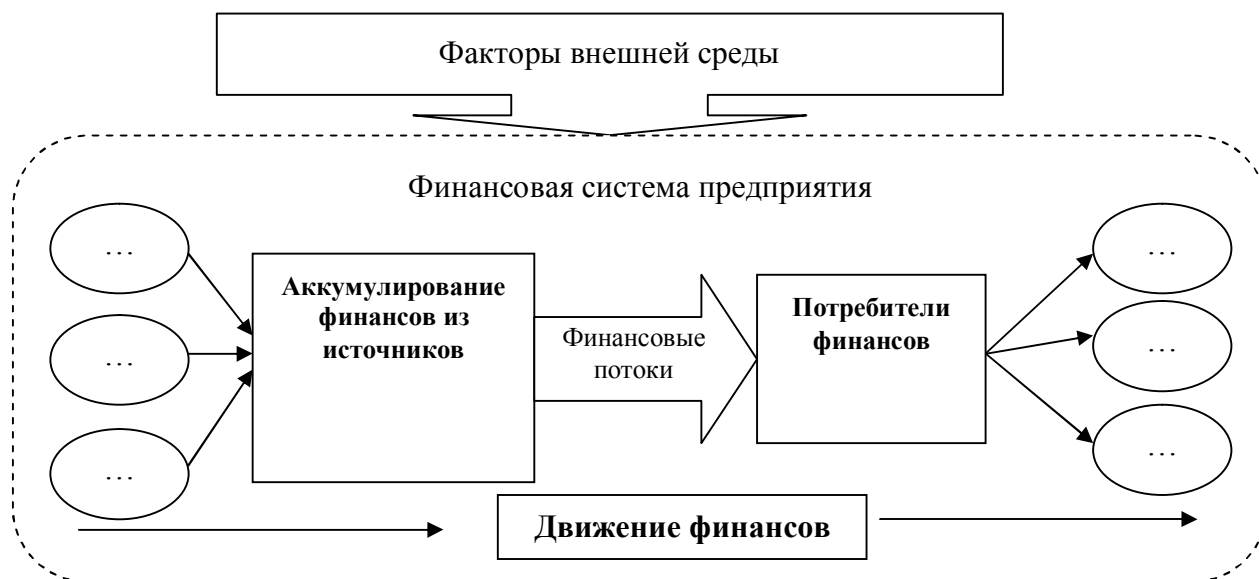 Факторы внешней среды
Финансовая система предприятия
...
...
...
Аккумулирование
финансов из
источников
Финансовые
потоки
Потребители
финансов
...
...
...
Движение финансов